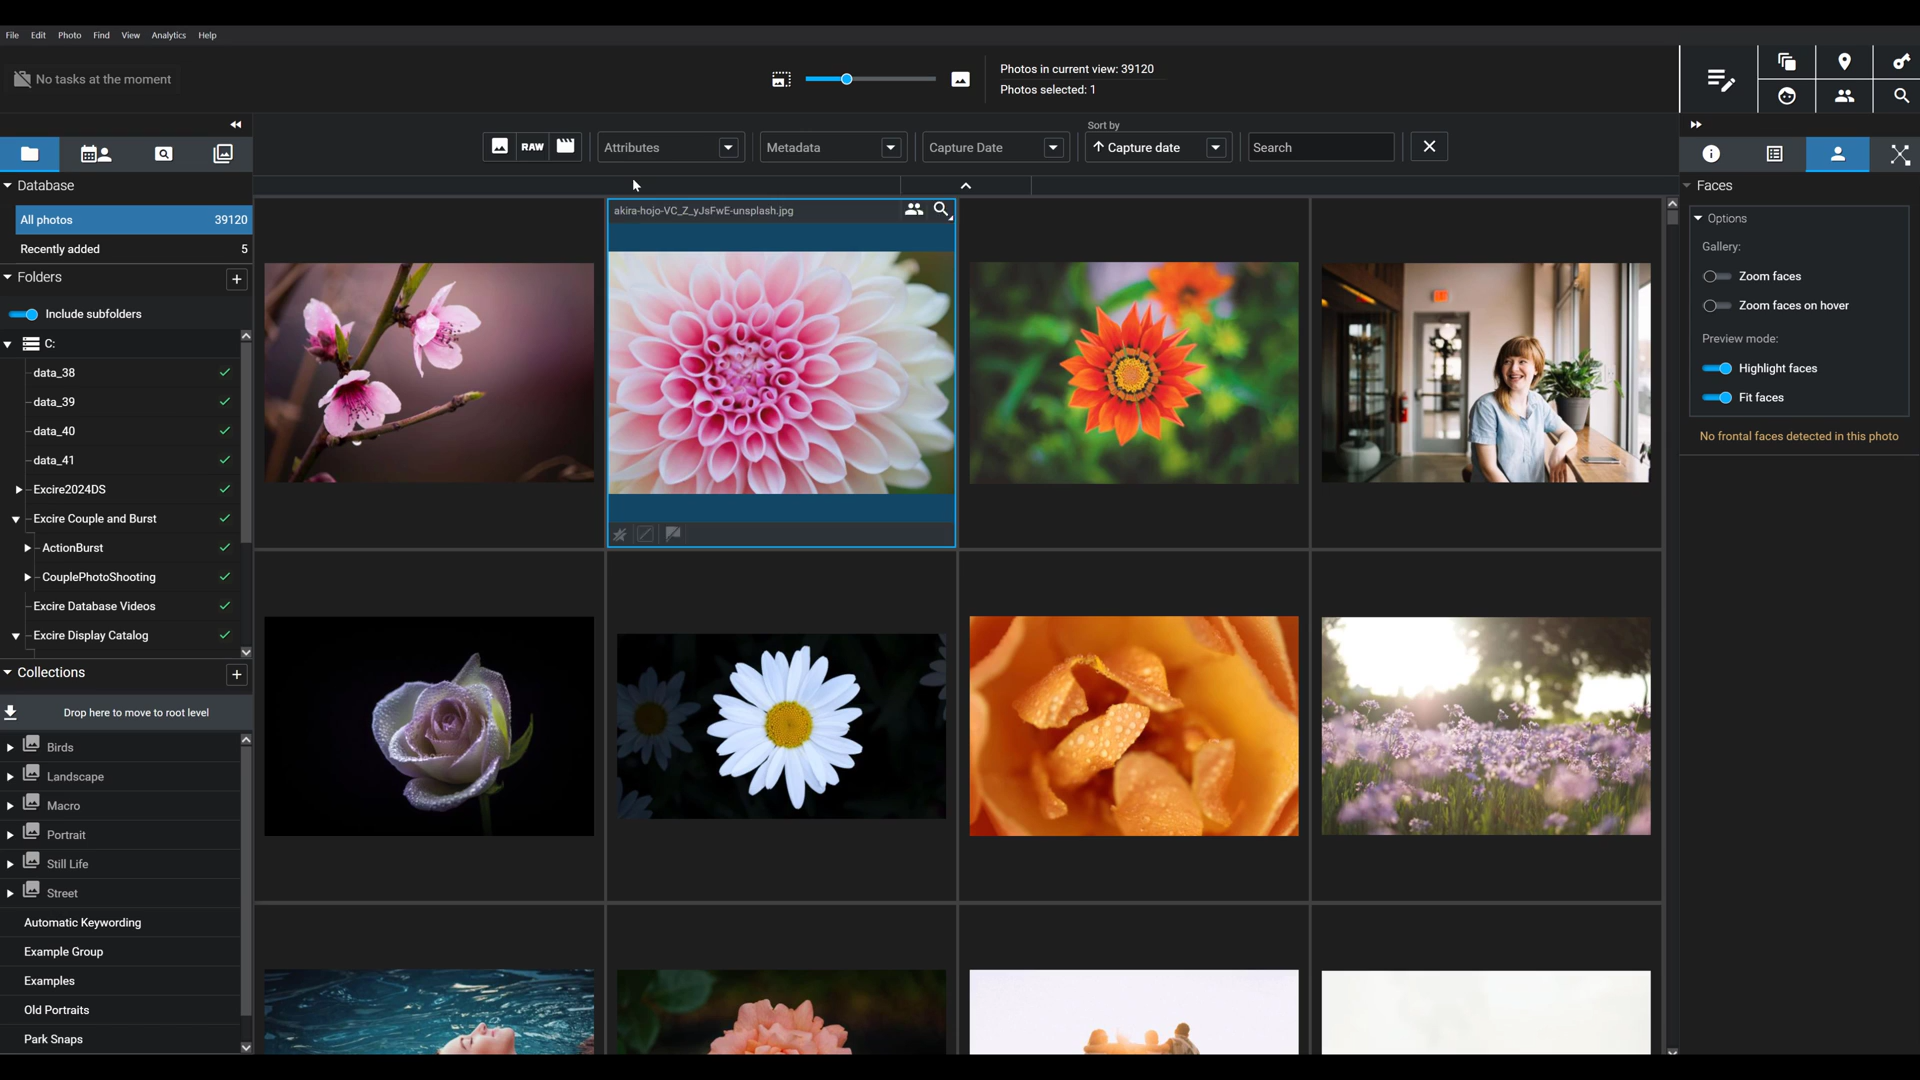 File Edit Photo Find View Analytics Help
No tasks at the moment
Photos in current view: 39120
Photos selected: 1
Sort by
RAW
Attributes
Metadata
Capture Date
Capture date
Search
Database
All photos 39120
Recently added 5
Folders
Include subfolders
C:
data_38
data_39
data_40
data_41
Excire2024DS
Excire Couple and Burst
ActionBurst
CouplePhotoShooting
Excire Database Videos
Excire Display Catalog
Collections
Drop here to move to root level
Birds
Landscape
Macro
Portrait
Still Life
Street
Automatic Keywording
Example Group
Examples
Old Portraits
Park Snaps
akira-hojo-VC_Z_yJsFwE-unsplash.jpg
Faces
Options
Gallery:
Zoom faces
Zoom faces on hover
Preview mode:
Highlight faces
Fit faces
No frontal faces detected in this photo